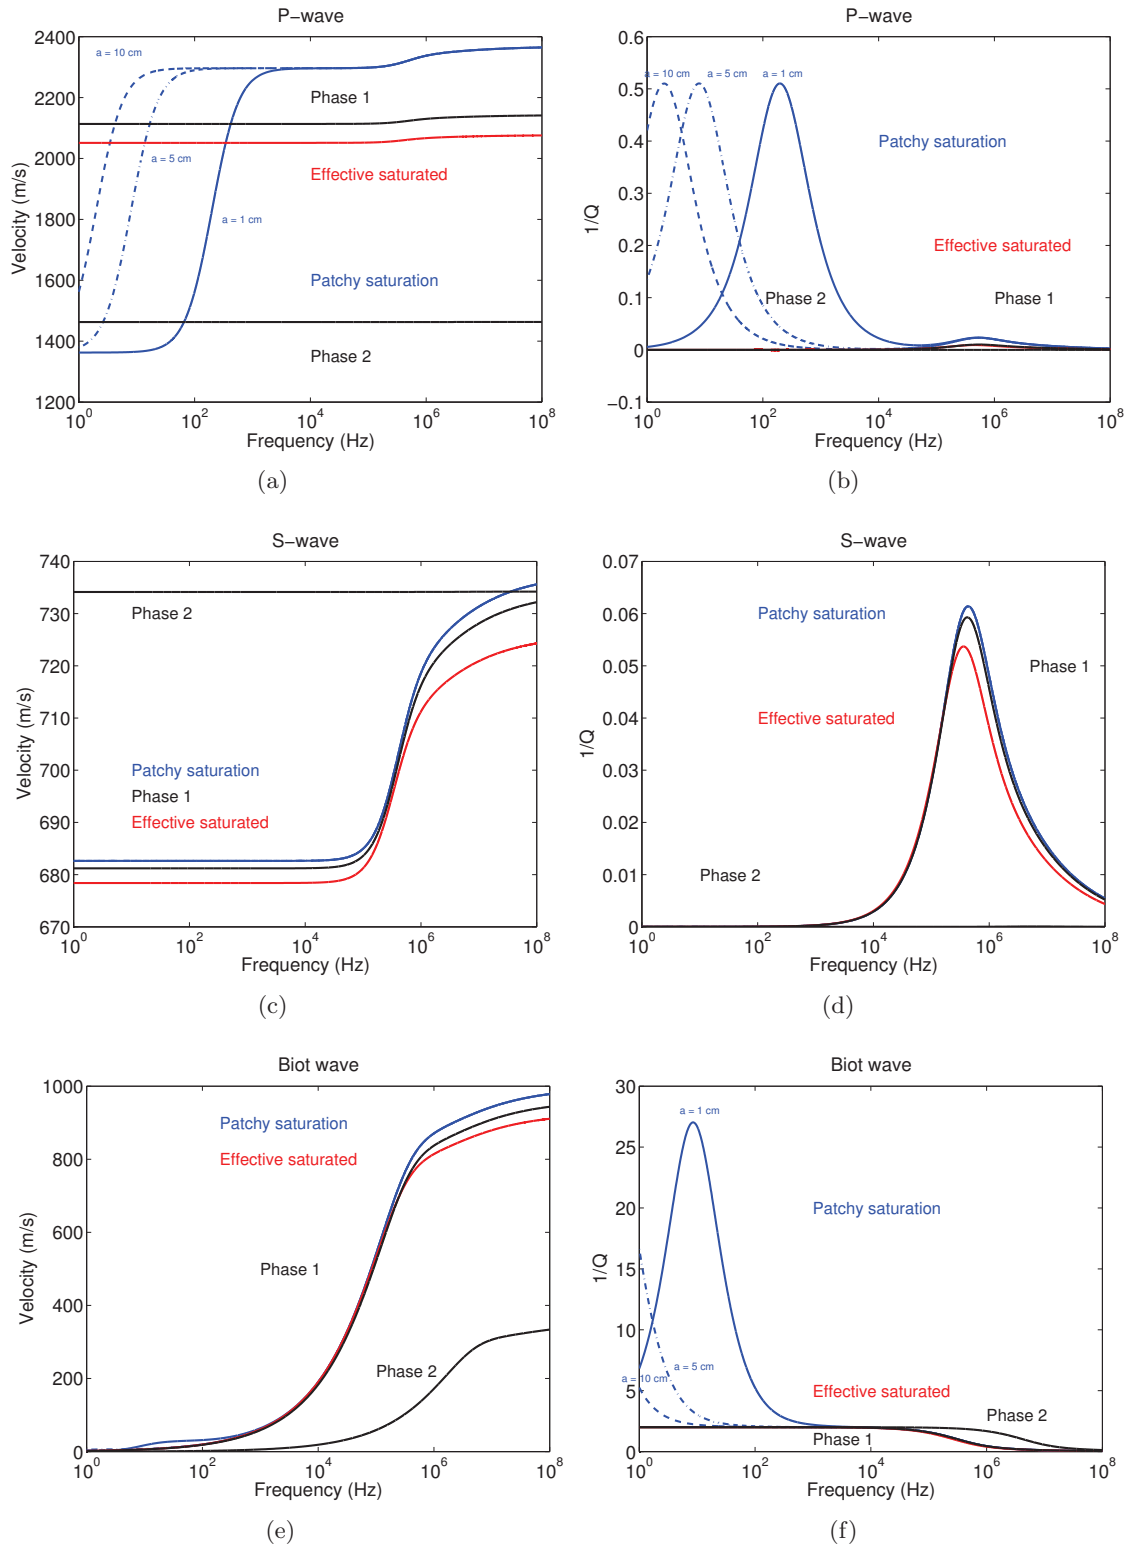 P-wave
2400
2200
2000
1800
1600
1400
1200
Velocity (m/s)
a = 10 cm
Phase 1
a = 5 cm
Effective saturated
a = 1 cm
Patchy saturation
Phase 2
10^0 10^2 10^4 10^6 10^8
Frequency (Hz)
(a)
P-wave
0.6
0.5
0.4
0.3
0.2
0.1
0
-0.1
1/Q
a = 10 cm a = 5 cm a = 1 cm
Patchy saturation
Effective saturated
Phase 2 Phase 1
10^0 10^2 10^4 10^6 10^8
Frequency (Hz)
(b)
S-wave
740
730
720
710
700
690
680
670
Velocity (m/s)
Phase 2
Patchy saturation
Phase 1
Effective saturated
10^0 10^2 10^4 10^6 10^8
Frequency (Hz)
(c)
S-wave
0.07
0.06
0.05
0.04
0.03
0.02
0.01
0
1/Q
Patchy saturation
Phase 1
Effective saturated
Phase 2
10^0 10^2 10^4 10^6 10^8
Frequency (Hz)
(d)
Biot wave
1000
800
600
400
200
0
Velocity (m/s)
Patchy saturation
Effective saturated
Phase 1
Phase 2
10^0 10^2 10^4 10^6 10^8
Frequency (Hz)
(e)
Biot wave
30
25
20
15
10
5
0
1/Q
a = 1 cm
Patchy saturation
a = 5 cm
a = 10 cm
Effective saturated
Phase 2
Phase 1
10^0 10^2 10^4 10^6 10^8
Frequency (Hz)
(f)